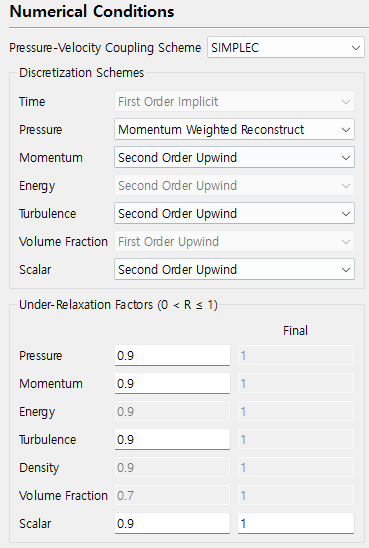 Numerical Conditions
Pressure-Velocity Coupling Scheme SIMPLEC
Discretization Schemes
Time First Order Implicit
Pressure Momentum Weighted Reconstruct
Momentum Second Order Upwind
Energy Second Order Upwind
Turbulence Second Order Upwind
Volume Fraction First Order Upwind
Scalar Second Order Upwind
Under-Relaxation Factors (0 < R ≤ 1)
Final
Pressure 0.9 1
Momentum 0.9 1
Energy 0.9 1
Turbulence 0.9 1
Density 0.9 1
Volume Fraction 0.7 1
Scalar 0.9 1